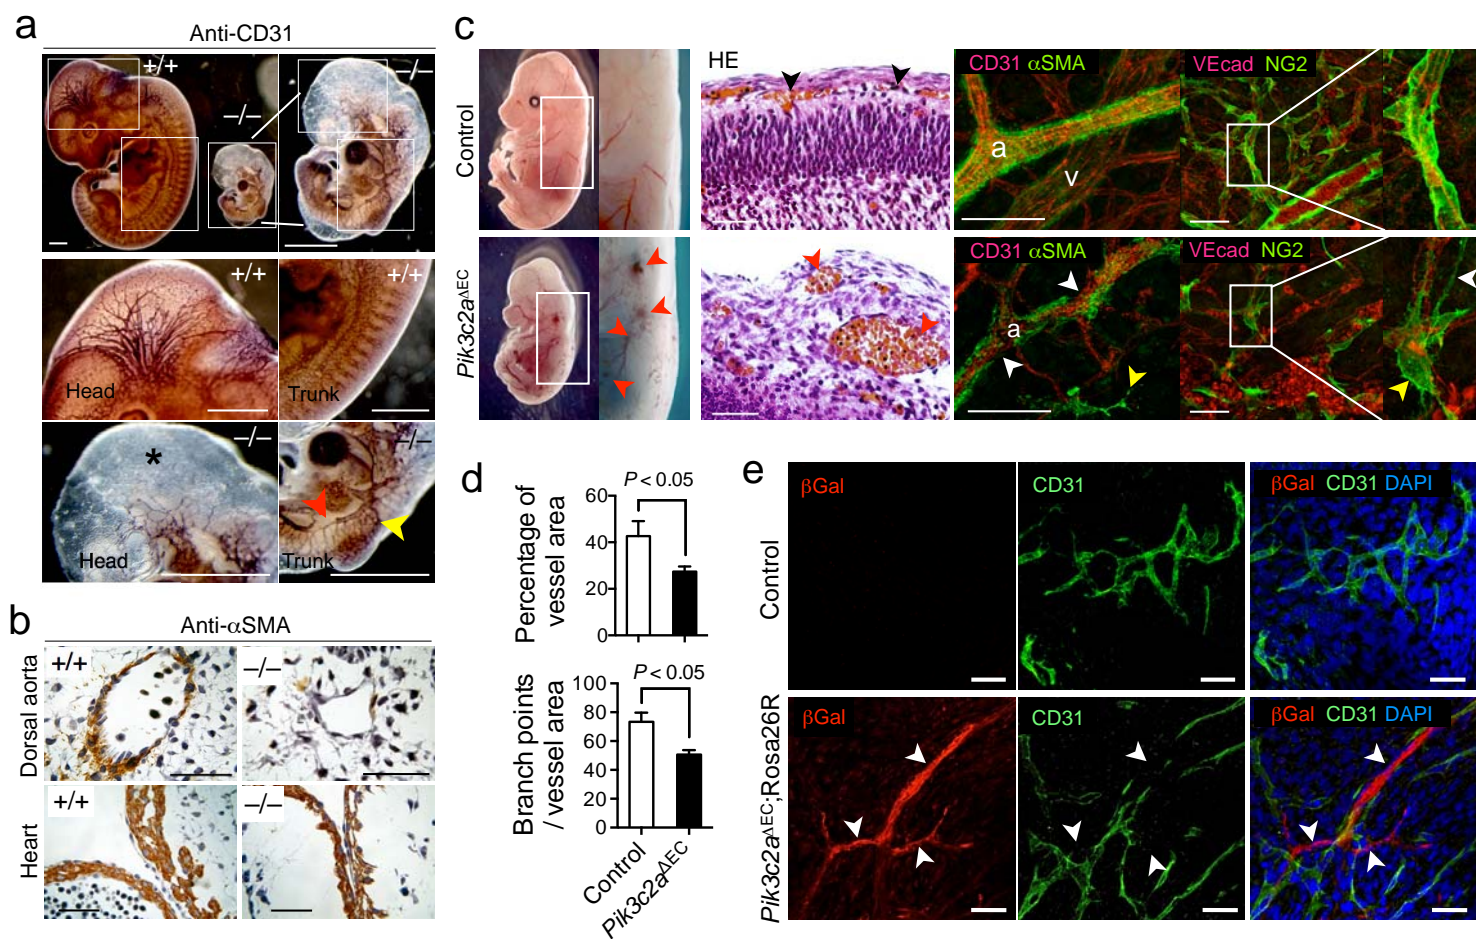 a
Anti-CD31
+/+
–/–
–/–
+/+
+/+
Head
Trunk
–/–
–/–
*
Head
Trunk
b
Anti-αSMA
Dorsal aorta
+/+
–/–
Heart
+/+
–/–
c
Control
HE
CD31 αSMA
a
v
VEcad NG2
Pik3c2aΔEC
CD31 αSMA
a
VEcad NG2
d
P < 0.05
Percentage of
vessel area
60
40
20
0
P < 0.05
Branch points
/ vessel area
100
80
60
40
20
0
Control
Pik3c2aΔEC
e
Control
βGal
CD31
βGal CD31 DAPI
Pik3c2aΔEC;Rosa26R
βGal
CD31
βGal CD31 DAPI